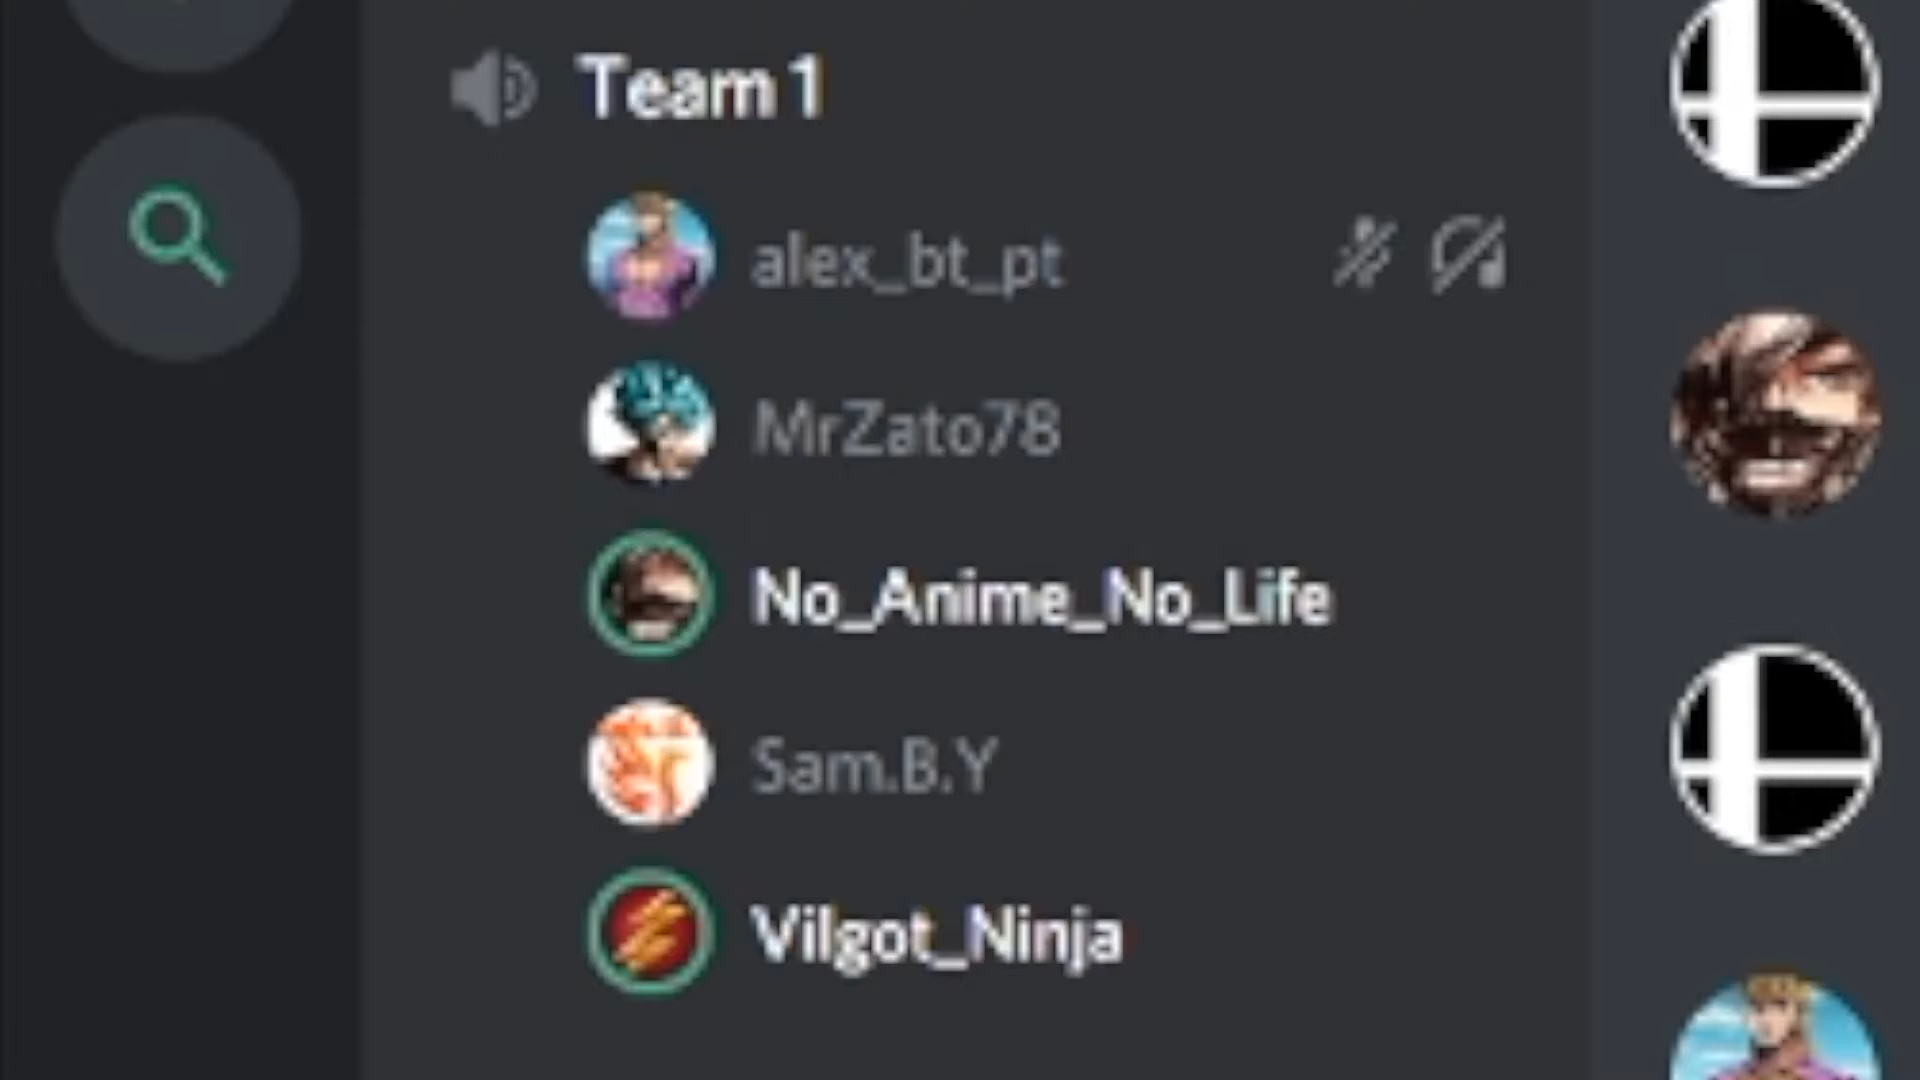 Team 1
alex_bt_pt
MrZato78
No_Anime_No_Life
Sam.B.Y
Vilgot_Ninja